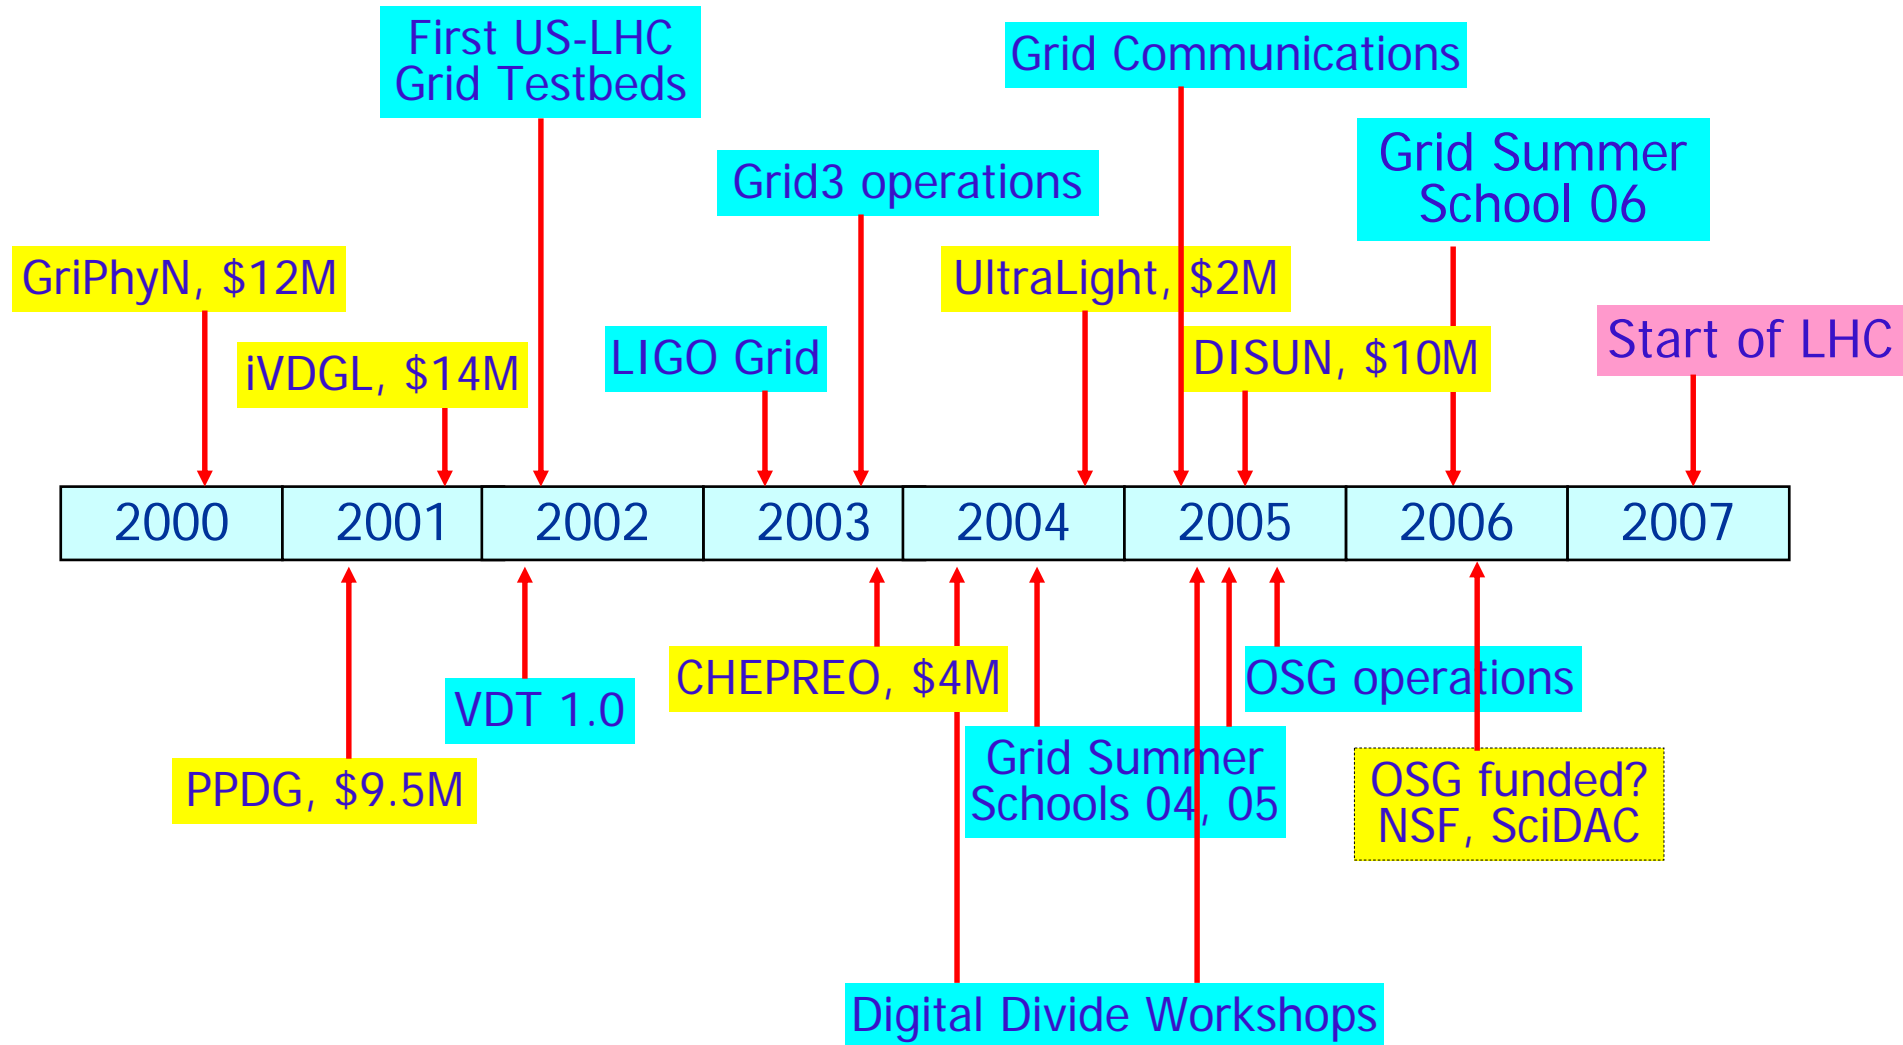 First US-LHC
Grid Testbeds
Grid Communications
Grid Summer
School 06
Grid3 operations
GriPhyN, $12M
UltraLight, $2M
iVDGL, $14M
LIGO Grid
DISUN, $10M
Start of LHC
2000
2001
2002
2003
2004
2005
2006
2007
CHEPREO, $4M
OSG operations
VDT 1.0
PPDG, $9.5M
Grid Summer
Schools 04, 05
OSG funded?
NSF, SciDAC
Digital Divide Workshops